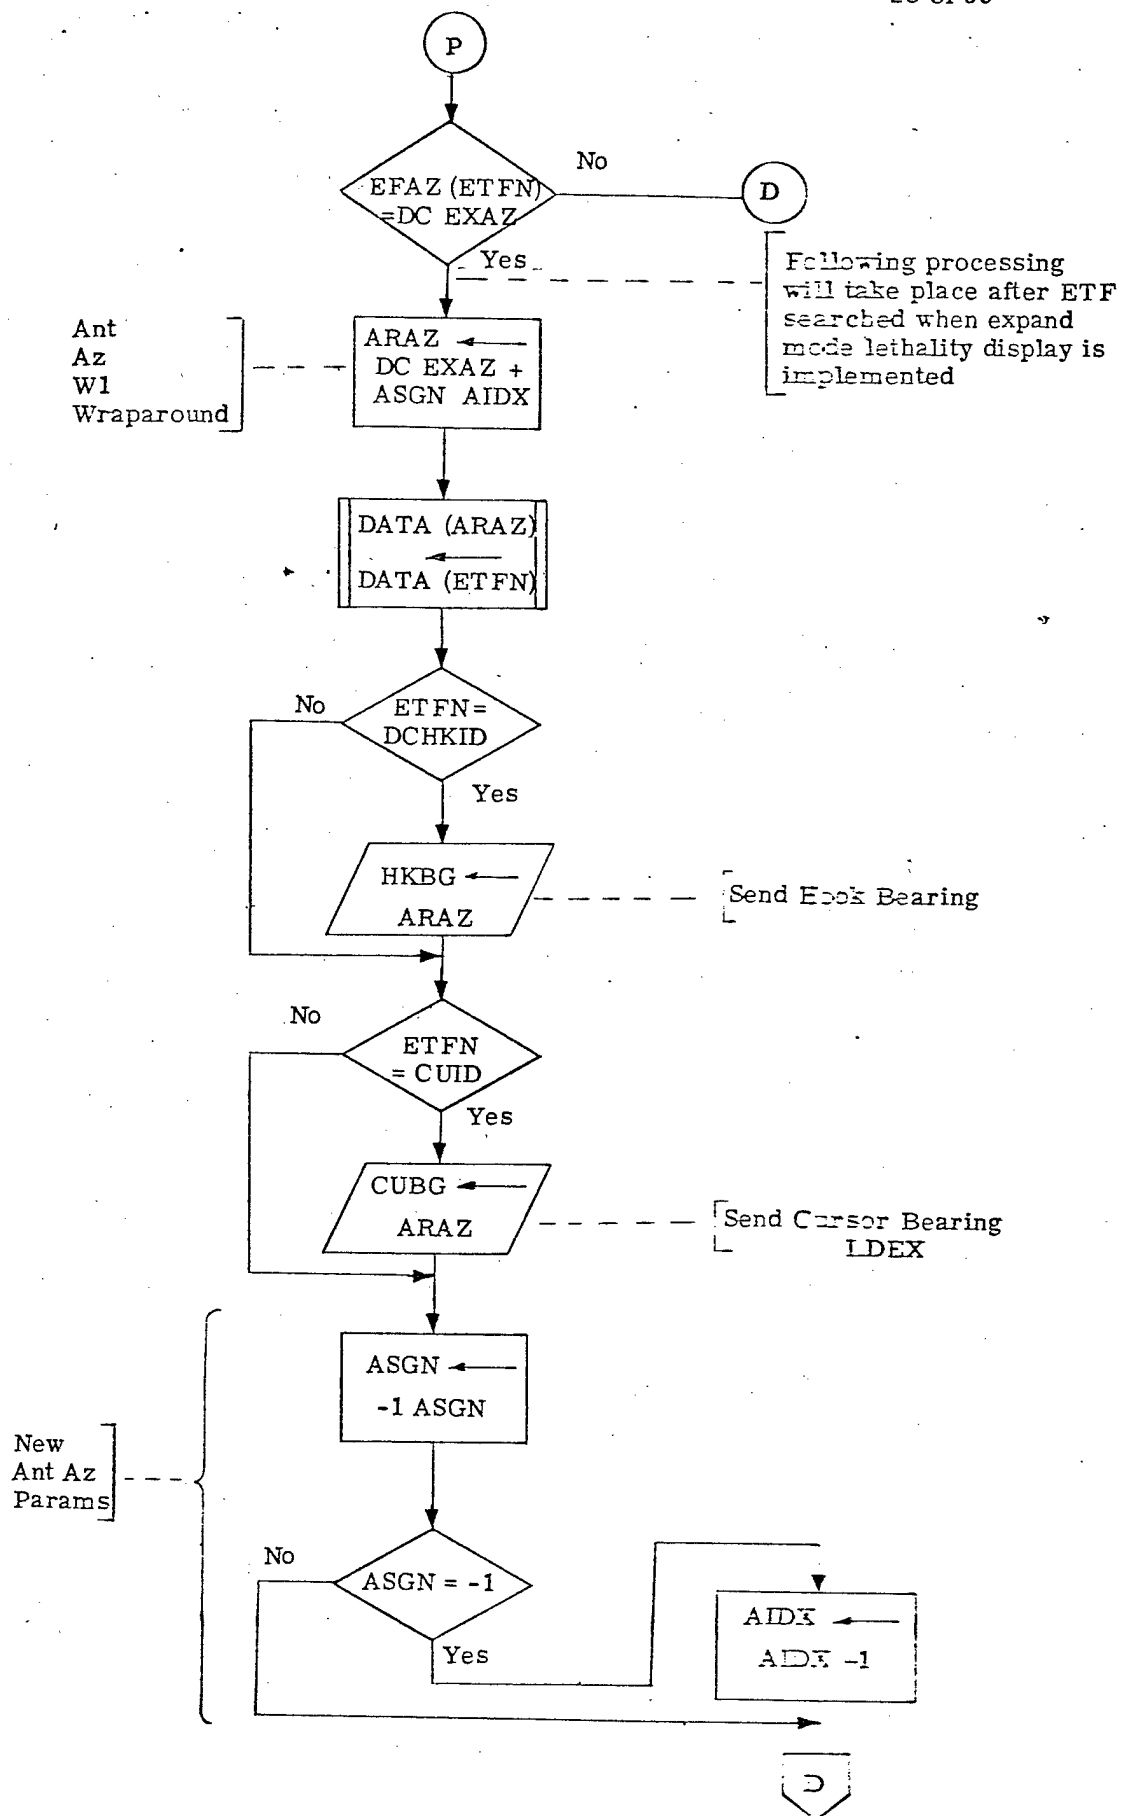 P
EFAZ (ETFN)
=DC EXAZ
No
D
Yes
Following processing
will take place after ETF
searched when expand
mode lethality display is
implemented
Ant
Az
W1
Wraparound
ARAZ ←
DC EXAZ +
ASGN AIDX
DATA (ARAZ)
←
DATA (ETFN)
No
ETFN=
DCHKID
Yes
HKBG ←
ARAZ
Send Hook Bearing
No
ETFN
= CUID
Yes
CUBG ←
ARAZ
Send Cursor Bearing
LDEX
ASGN ←
-1 ASGN
New
Ant Az
Params
No
ASGN = -1
Yes
AIDX ←
AIDX -1
D